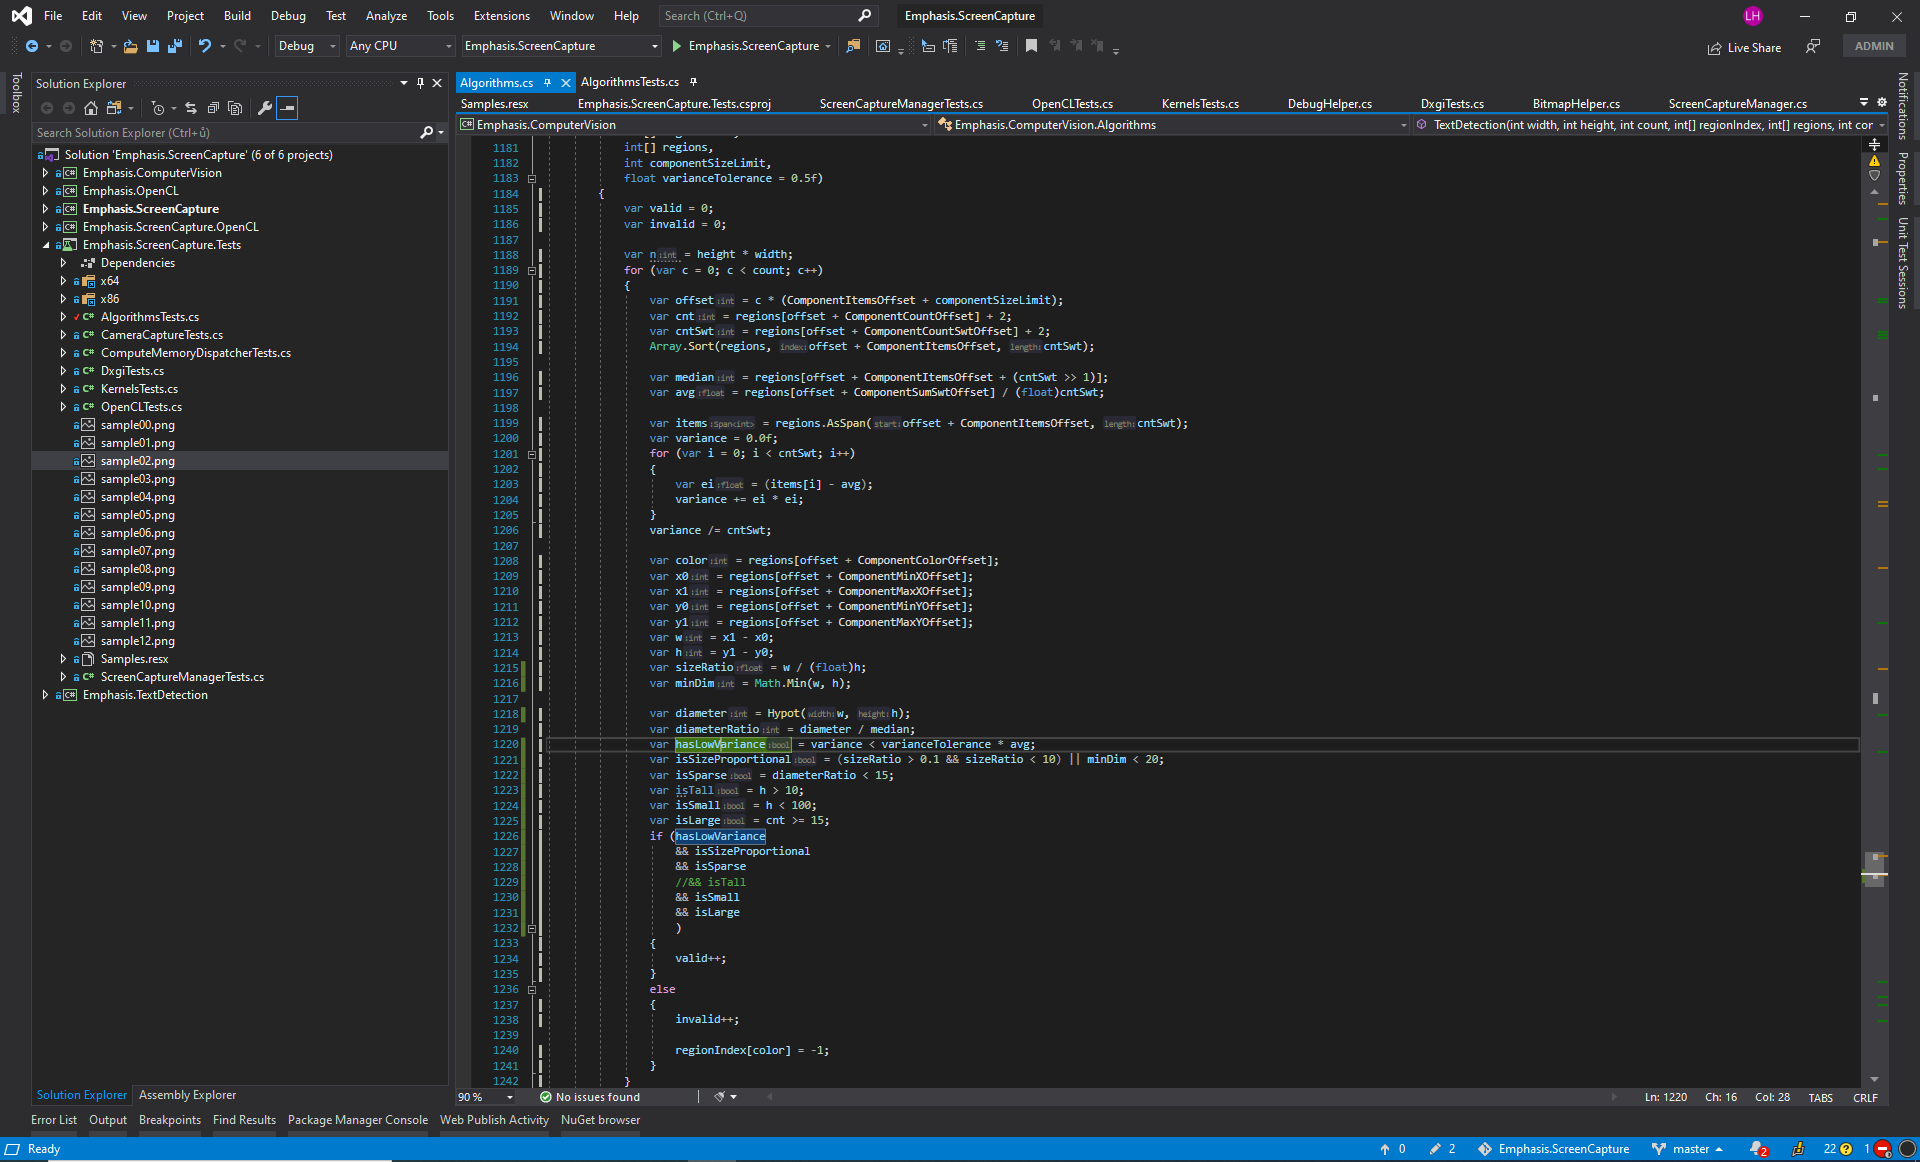 File Edit View Project Build Debug Test Analyze Tools Extensions Window Help Search (Ctrl+Q) Emphasis.ScreenCapture LH
Debug Any CPU Emphasis.ScreenCapture Emphasis.ScreenCapture Live Share ADMIN
Toolbox
Solution Explorer
Search Solution Explorer (Ctrl+ů)
Solution 'Emphasis.ScreenCapture' (6 of 6 projects)
C# Emphasis.ComputerVision
C# Emphasis.OpenCL
C# Emphasis.ScreenCapture
C# Emphasis.ScreenCapture.OpenCL
Emphasis.ScreenCapture.Tests
Dependencies
x64
x86
C# AlgorithmsTests.cs
C# CameraCaptureTests.cs
C# ComputeMemoryDispatcherTests.cs
C# DxgiTests.cs
C# KernelsTests.cs
C# OpenCLTests.cs
sample00.png
sample01.png
sample02.png
sample03.png
sample04.png
sample05.png
sample06.png
sample07.png
sample08.png
sample09.png
sample10.png
sample11.png
sample12.png
Samples.resx
C# ScreenCaptureManagerTests.cs
C# Emphasis.TextDetection
Solution Explorer Assembly Explorer
Algorithms.cs AlgorithmsTests.cs
Samples.resx Emphasis.ScreenCapture.Tests.csproj ScreenCaptureManagerTests.cs OpenCLTests.cs KernelsTests.cs DebugHelper.cs DxgiTests.cs BitmapHelper.cs ScreenCaptureManager.cs
C# Emphasis.ComputerVision Emphasis.ComputerVision.Algorithms TextDetection(int width, int height, int count, int[] regionIndex, int[] regions, int cor
1181 int[] regions,
1182 int componentSizeLimit,
1183 float varianceTolerance = 0.5f)
1184 {
1185 var valid = 0;
1186 var invalid = 0;
1187
1188 var n:int = height * width;
1189 for (var c = 0; c < count; c++)
1190 {
1191 var offset:int = c * (ComponentItemsOffset + componentSizeLimit);
1192 var cnt:int = regions[offset + ComponentCountOffset] + 2;
1193 var cntSwt:int = regions[offset + ComponentCountSwtOffset] + 2;
1194 Array.Sort(regions, index:offset + ComponentItemsOffset, length:cntSwt);
1195
1196 var median:int = regions[offset + ComponentItemsOffset + (cntSwt >> 1)];
1197 var avg:float = regions[offset + ComponentSumSwtOffset] / (float)cntSwt;
1198
1199 var items:Span<int> = regions.AsSpan(start:offset + ComponentItemsOffset, length:cntSwt);
1200 var variance = 0.0f;
1201 for (var i = 0; i < cntSwt; i++)
1202 {
1203 var ei:float = (items[i] - avg);
1204 variance += ei * ei;
1205 }
1206 variance /= cntSwt;
1207
1208 var color:int = regions[offset + ComponentColorOffset];
1209 var x0:int = regions[offset + ComponentMinXOffset];
1210 var x1:int = regions[offset + ComponentMaxXOffset];
1211 var y0:int = regions[offset + ComponentMinYOffset];
1212 var y1:int = regions[offset + ComponentMaxYOffset];
1213 var w:int = x1 - x0;
1214 var h:int = y1 - y0;
1215 var sizeRatio:float = w / (float)h;
1216 var minDim:int = Math.Min(w, h);
1217
1218 var diameter:int = Hypot(width:w, height:h);
1219 var diameterRatio:int = diameter / median;
1220 var hasLowVariance:bool = variance < varianceTolerance * avg;
1221 var isSizeProportional:bool = (sizeRatio > 0.1 && sizeRatio < 10) || minDim < 20;
1222 var isSparse:bool = diameterRatio < 15;
1223 var isTall:bool = h > 10;
1224 var isSmall:bool = h < 100;
1225 var isLarge:bool = cnt >= 15;
1226 if (hasLowVariance
1227 && isSizeProportional
1228 && isSparse
1229 //&& isTall
1230 && isSmall
1231 && isLarge
1232 )
1233 {
1234 valid++;
1235 }
1236 else
1237 {
1238 invalid++;
1239
1240 regionIndex[color] = -1;
1241 }
1242 }
90 % No issues found Ln: 1220 Ch: 16 Col: 28 TABS CRLF
Notifications
Properties
Unit Test Sessions
Error List Output Breakpoints Find Results Package Manager Console Web Publish Activity NuGet browser
Ready 0 2 Emphasis.ScreenCapture master 2 22 1